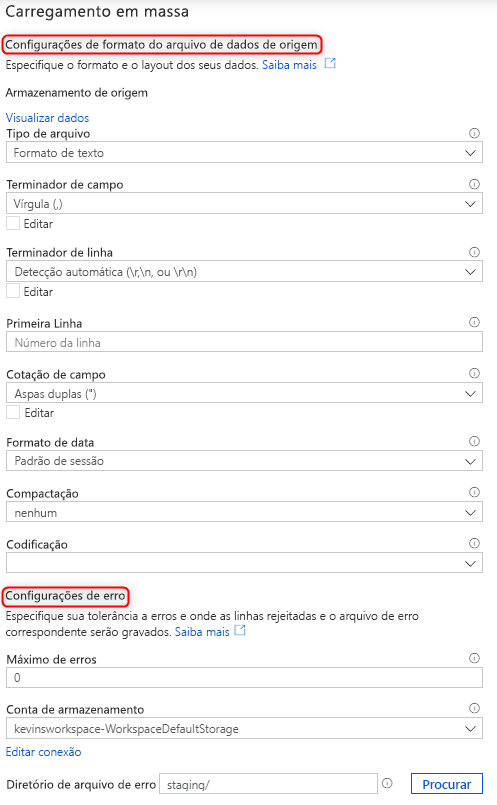 Carregamento em massa
Configurações de formato do arquivo de dados de origem
Especifique o formato e o layout dos seus dados. Saiba mais
Armazenamento de origem
Visualizar dados
Tipo de arquivo
Formato de texto
Terminador de campo
Vírgula (,)
Editar
Terminador de linha
Detecção automática (\r,\n, ou \r\n)
Editar
Primeira Linha
Número da linha
Cotação de campo
Aspas duplas (")
Editar
Formato de data
Padrão de sessão
Compactação
nenhum
Codificação
Configurações de erro
Especifique sua tolerância a erros e onde as linhas rejeitadas e o arquivo de erro
correspondente serão gravados. Saiba mais
Máximo de erros
0
Conta de armazenamento
kevinsworkspace-WorkspaceDefaultStorage
Editar conexão
Diretório de arquivo de erro staging/ Procurar